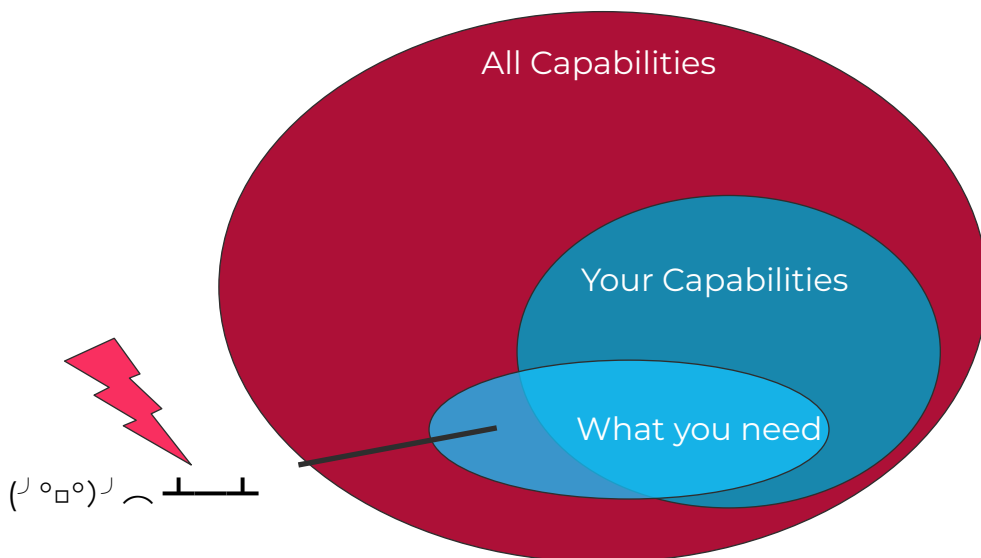 All Capabilities
Your Capabilities
What you need
(╯°□°)╯ ︵ ┻━┻